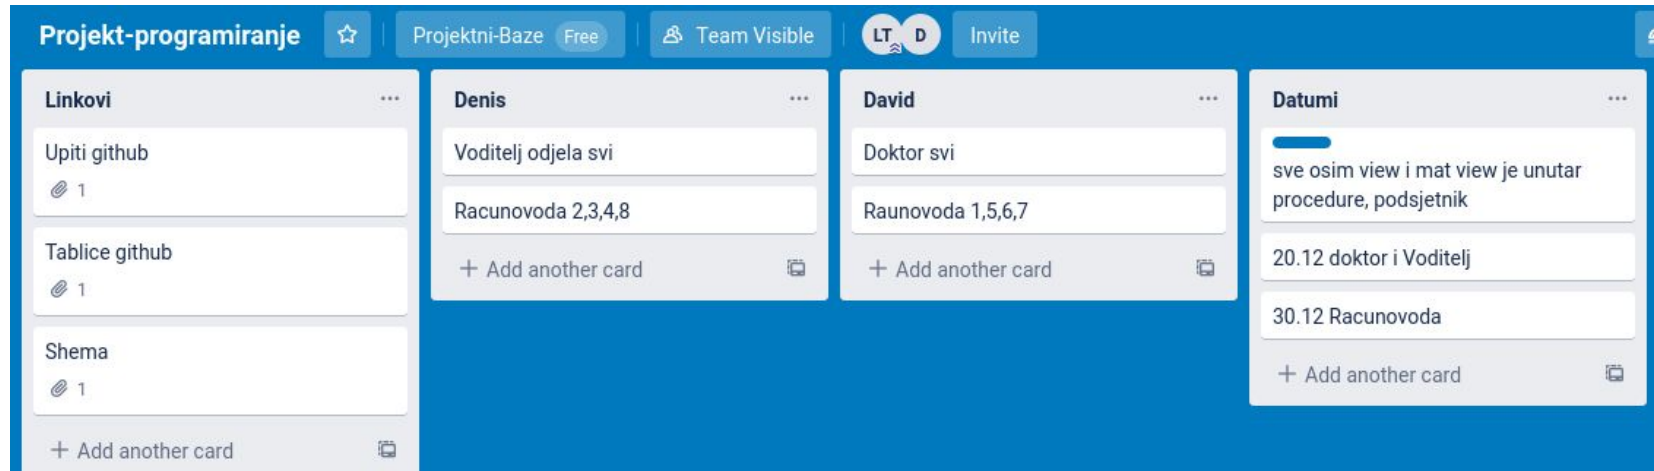 Projekt-programiranje
Projektni-Baze Free
Team Visible
LT D
Invite
Linkovi
Upiti github
1
Tablice github
1
Shema
1
+ Add another card
Denis
Voditelj odjela svi
Racunovoda 2,3,4,8
+ Add another card
David
Doktor svi
Raunovoda 1,5,6,7
+ Add another card
Datumi
sve osim view i mat view je unutar
procedure, podsjetnik
20.12 doktor i Voditelj
30.12 Racunovoda
+ Add another card